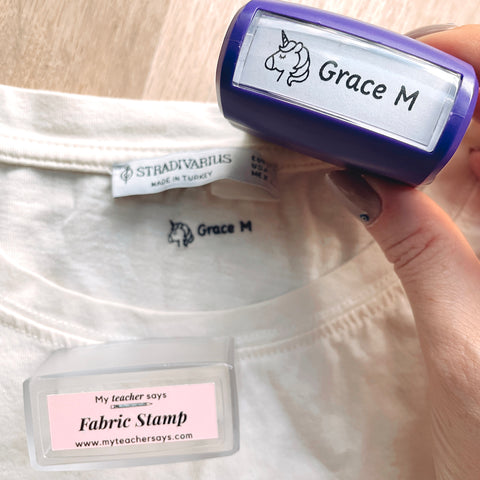 Grace M
STRADIVARIUS
MADE IN TURKEY
Grace M
My teacher says
Fabric Stamp
www.myteachersays.com